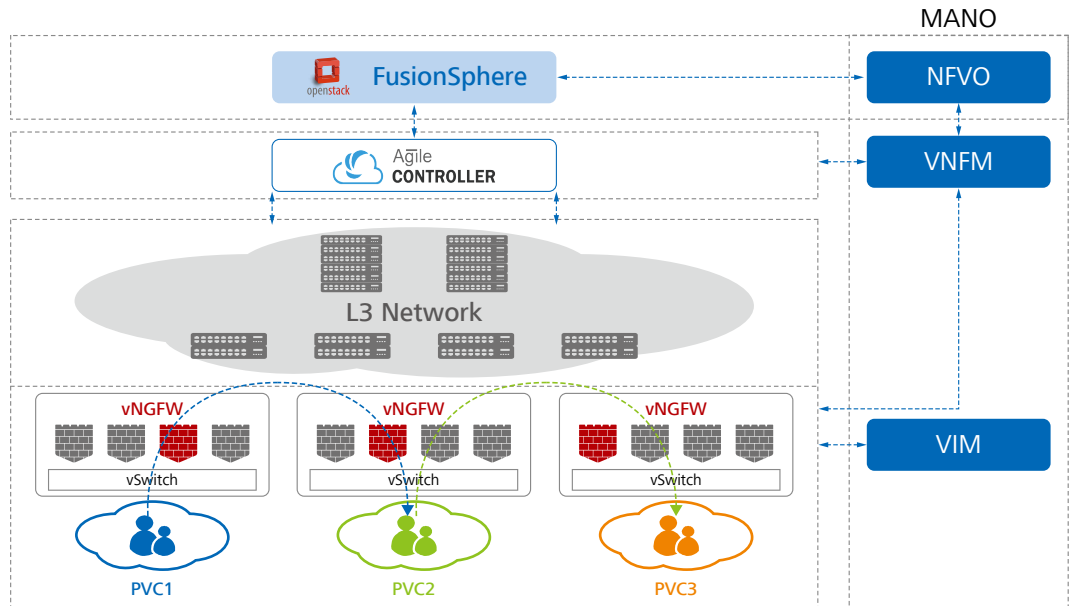 MANO
openstack
FusionSphere
NFVO
Agile
CONTROLLER
VNFM
L3 Network
vNGFW
vNGFW
vNGFW
vSwitch
vSwitch
vSwitch
VIM
PVC1
PVC2
PVC3